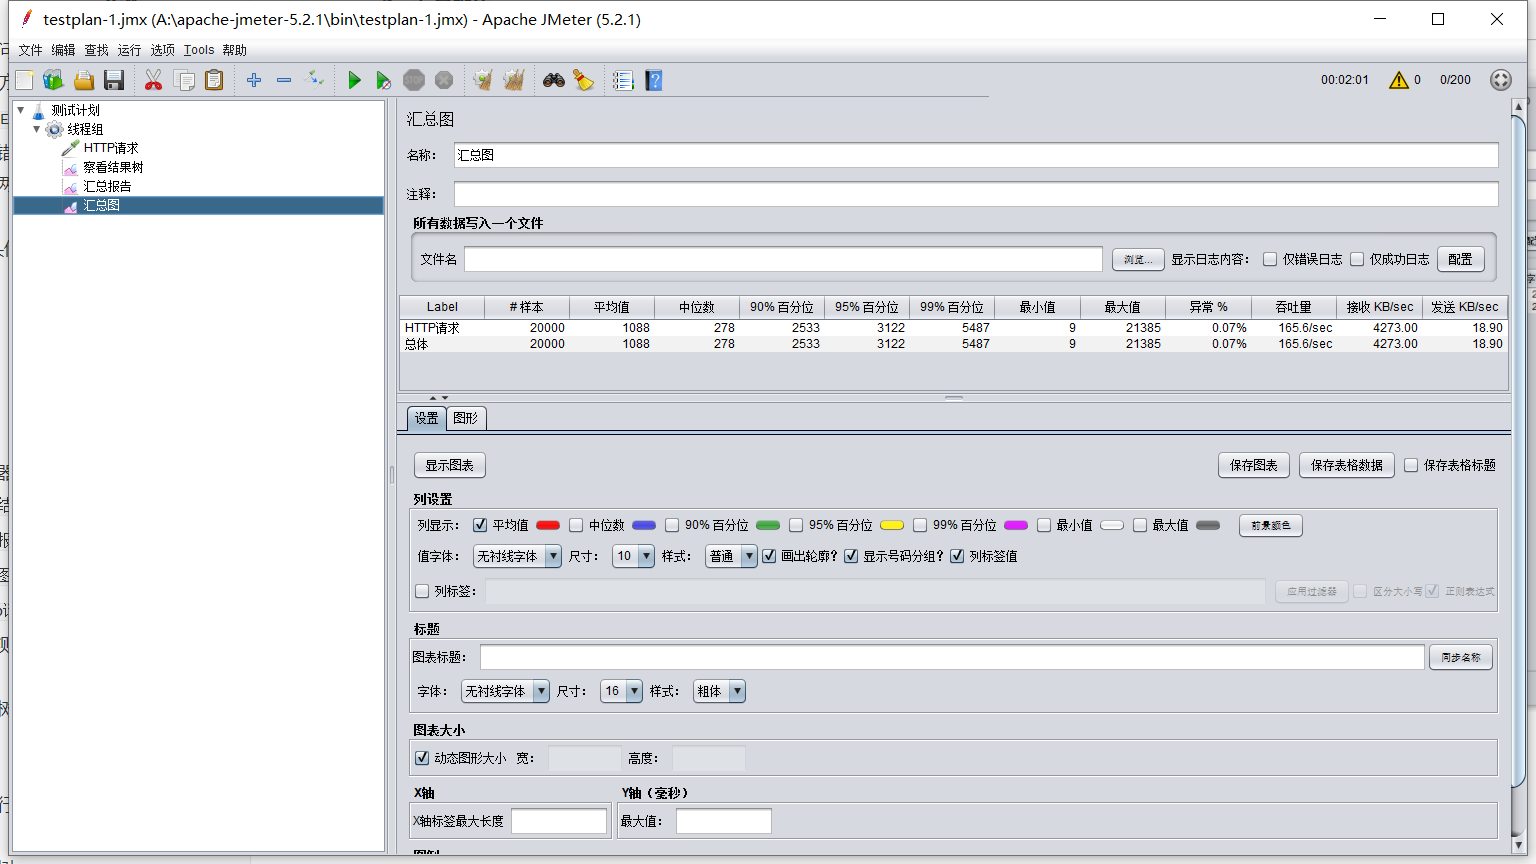 testplan-1.jmx (A:\apache-jmeter-5.2.1\bin\testplan-1.jmx) - Apache JMeter (5.2.1)
文件 编辑 查找 运行 选项 Tools 帮助
00:02:01 0 0/200
测试计划
线程组
HTTP请求
察看结果树
汇总报告
汇总图
汇总图
名称： 汇总图
注释：
所有数据写入一个文件
文件名 浏览... 显示日志内容： 仅错误日志 仅成功日志 配置
Label # 样本 平均值 中位数 90% 百分位 95% 百分位 99% 百分位 最小值 最大值 异常 % 吞吐量 接收 KB/sec 发送 KB/sec
HTTP请求 20000 1088 278 2533 3122 5487 9 21385 0.07% 165.6/sec 4273.00 18.90
总体 20000 1088 278 2533 3122 5487 9 21385 0.07% 165.6/sec 4273.00 18.90
设置 图形
显示图表 保存图表 保存表格数据 保存表格标题
列设置
列显示： 平均值 中位数 90% 百分位 95% 百分位 99% 百分位 最小值 最大值 前景颜色
值字体： 无衬线字体 尺寸： 10 样式： 普通 画出轮廓？ 显示号码分组？ 列标签值
列标签： 应用过滤器 区分大小写 正则表达式
标题
图表标题： 同步名称
字体： 无衬线字体 尺寸： 16 样式： 粗体
图表大小
动态图形大小 宽： 高度：
X轴 Y轴（毫秒）
X轴标签最大长度 最大值：